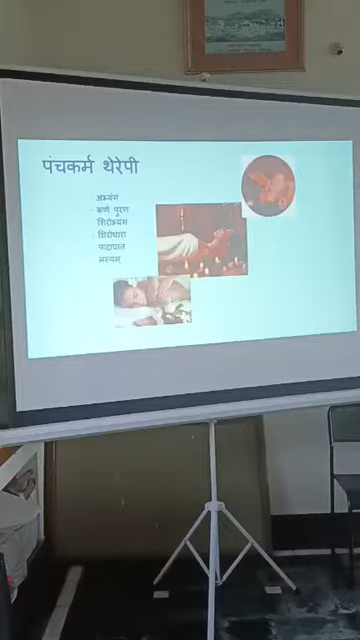 पंचकर्म थेरेपी
अभ्यंग
कर्ण पुरण
शिरोभ्यंग
शिरोधारा
पादाघात
नस्यम्